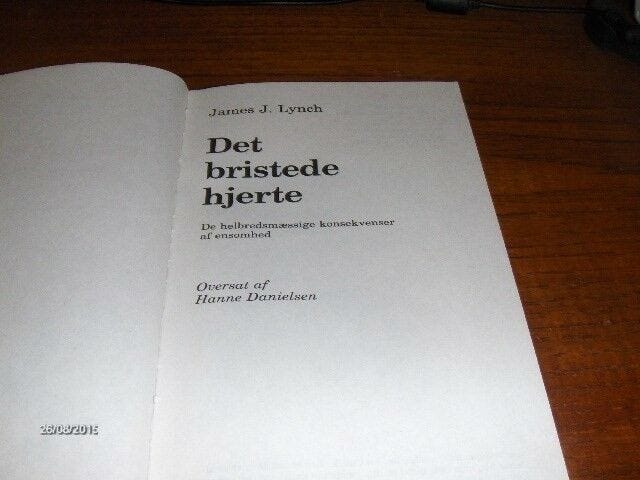 James J. Lynch
Det
bristede
hjerte
De helbredsmæssige konsekvenser
af ensomhed
Oversat af
Hanne Danielsen
26/08/2015